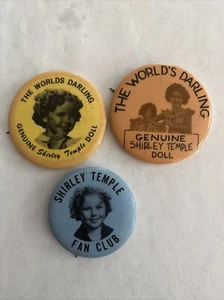 THE WORLDS DARLING
GENUINE Shirley Temple DOLL
THE WORLD'S DARLING
GENUINE
SHIRLEY TEMPLE
DOLL
SHIRLEY TEMPLE
FAN CLUB